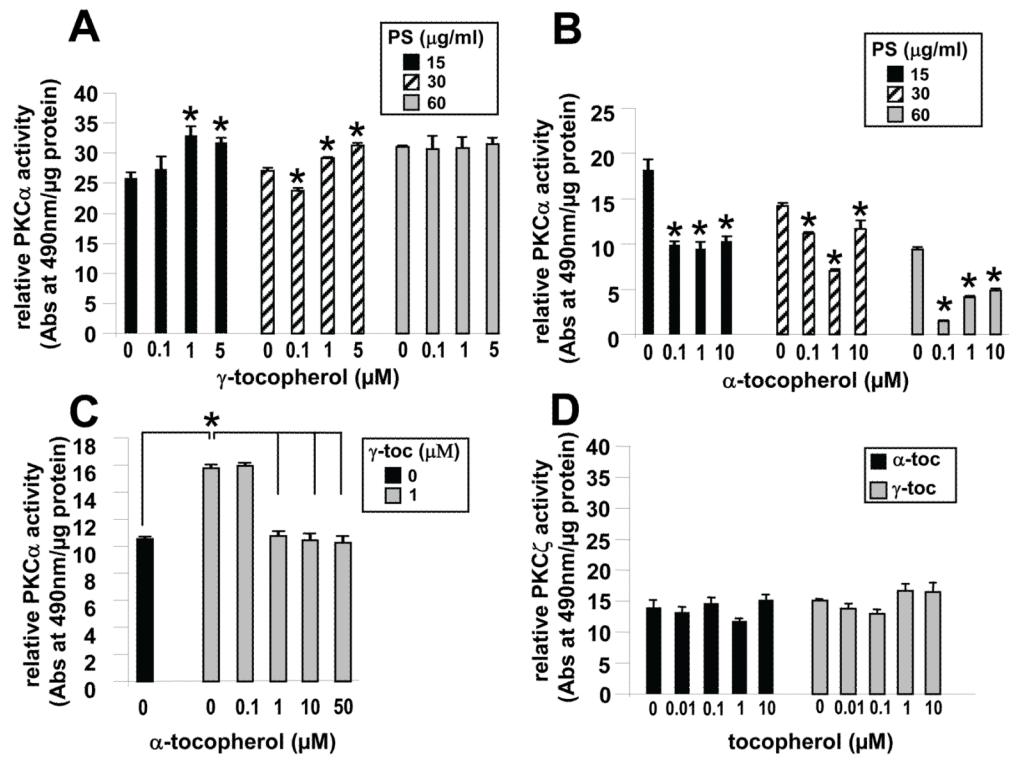 A
PS (µg/ml)
15
30
60
relative PKCα activity
(Abs at 490nm/µg protein)
40
35
30
25
20
15
10
5
0
* * * * *
0 0.1 1 5 0 0.1 1 5 0 0.1 1 5
γ-tocopherol (µM)
B
PS (µg/ml)
15
30
60
relative PKCα activity
(Abs at 490nm/µg protein)
25
20
15
10
5
0
* * * * * * * * *
0 0.1 1 10 0 0.1 1 10 0 0.1 1 10
α-tocopherol (µM)
C
*
γ-toc (µM)
0
1
relative PKCα activity
(Abs at 490nm/µg protein)
18
16
14
12
10
8
6
4
2
0
0 0 0.1 1 10 50
α-tocopherol (µM)
D
α-toc
γ-toc
relative PKCζ activity
(Abs at 490nm/µg protein)
40
35
30
25
20
15
10
5
0
0 0.01 0.1 1 10 0 0.01 0.1 1 10
tocopherol (µM)